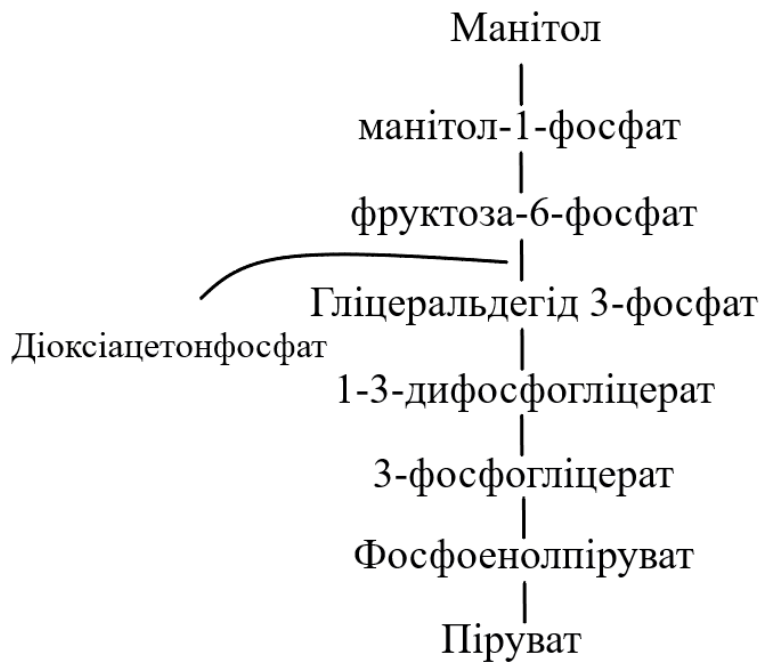 Манітол
манітол-1-фосфат
фруктоза-6-фосфат
Гліцеральдегід 3-фосфат
Діоксіацетонфосфат
1-3-дифосфогліцерат
3-фосфогліцерат
Фосфоенолпіруват
Піруват